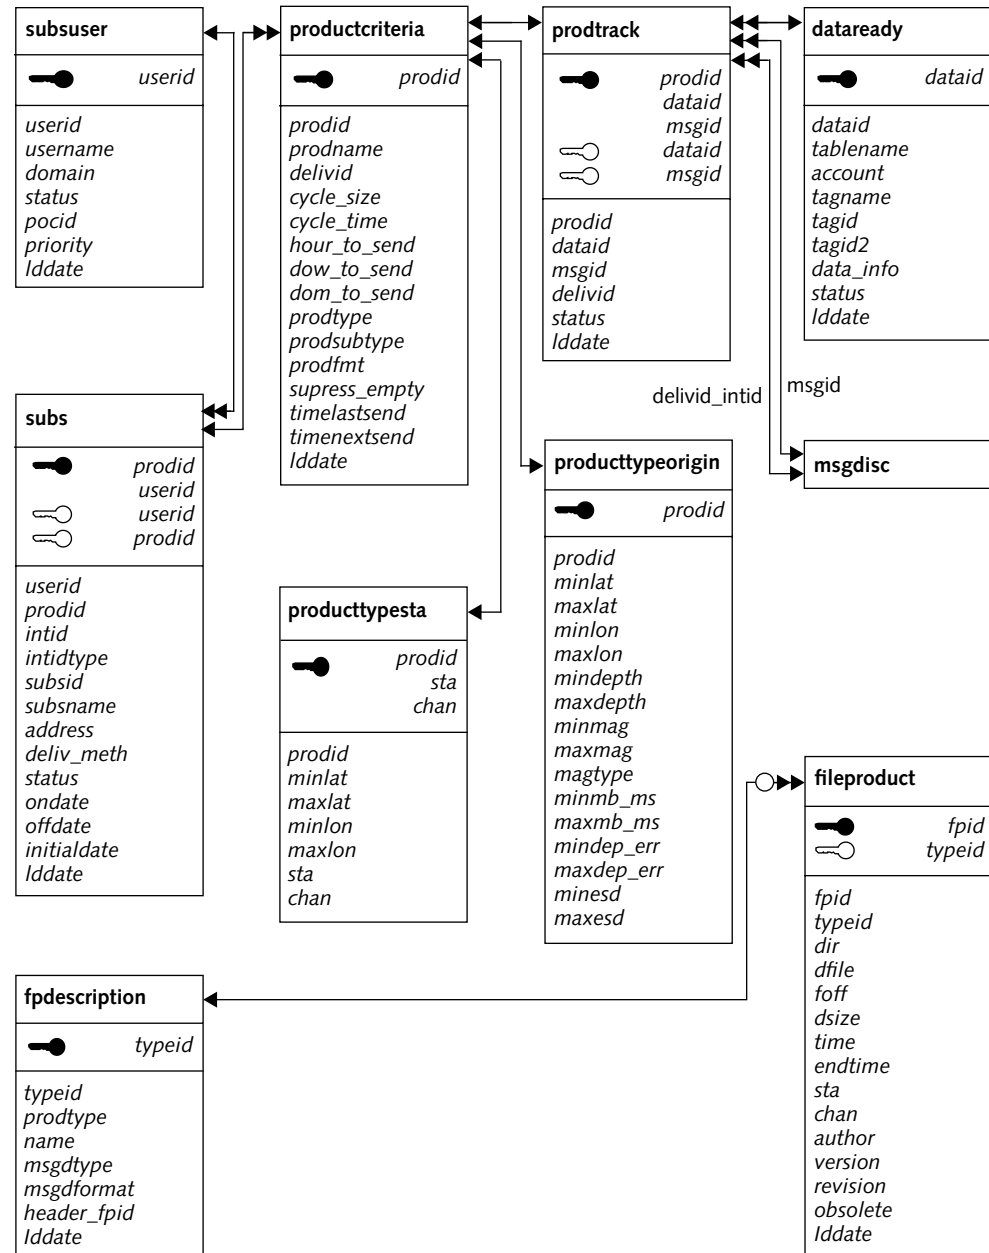 subsuser
userid
userid
username
domain
status
pocid
priority
lddate
productcriteria
prodid
prodid
prodname
delivid
cycle_size
cycle_time
hour_to_send
dow_to_send
dom_to_send
prodtype
prodsubtype
prodfmt
supress_empty
timelastsend
timenextsend
lddate
prodtrack
prodid
dataid
msgid
dataid
msgid
prodid
dataid
msgid
delivid
status
lddate
dataready
dataid
dataid
tablename
account
tagname
tagid
tagid2
data_info
status
lddate
delivid_intid
msgid
subs
prodid
userid
userid
prodid
userid
prodid
intid
intidtype
subsid
subsname
address
deliv_meth
status
ondate
offdate
initialdate
lddate
producttypesta
prodid
sta
chan
prodid
minlat
maxlat
minlon
maxlon
sta
chan
producttypeorigin
prodid
prodid
minlat
maxlat
minlon
maxlon
mindepth
maxdepth
minmag
maxmag
magtype
minmb_ms
maxmb_ms
mindep_err
maxdep_err
minesd
maxesd
msgdisc
fileproduct
fpid
typeid
fpid
typeid
dir
dfile
foff
dsize
time
endtime
sta
chan
author
version
revision
obsolete
lddate
fpdescription
typeid
typeid
prodtype
name
msgdtype
msgdformat
header_fpid
lddate